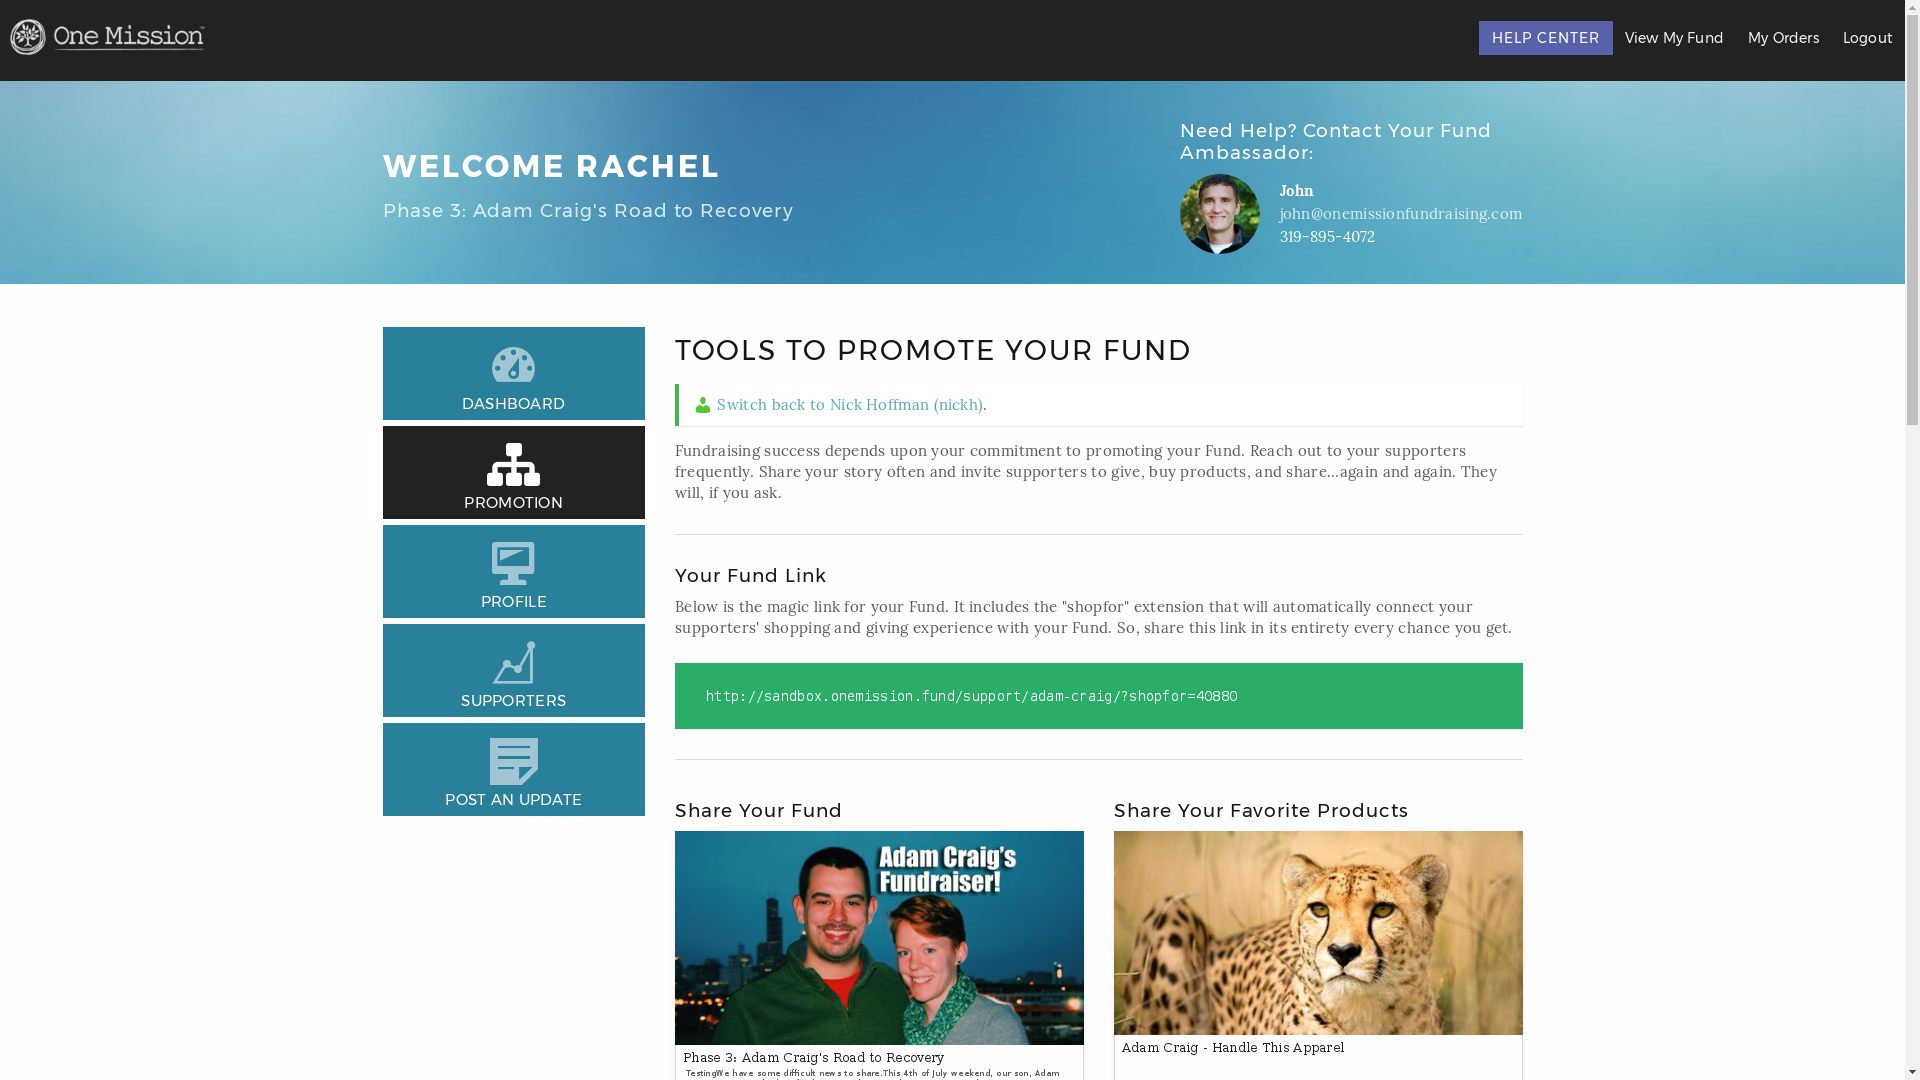 One Mission
HELP CENTER
View My Fund
My Orders
Logout
WELCOME RACHEL
Phase 3: Adam Craig's Road to Recovery
Need Help? Contact Your Fund
Ambassador:
John
john@onemissionfundraising.com
319-895-4072
DASHBOARD
PROMOTION
PROFILE
SUPPORTERS
POST AN UPDATE
TOOLS TO PROMOTE YOUR FUND
Switch back to Nick Hoffman (nickh).
Fundraising success depends upon your commitment to promoting your Fund. Reach out to your supporters
frequently. Share your story often and invite supporters to give, buy products, and share...again and again. They
will, if you ask.
Your Fund Link
Below is the magic link for your Fund. It includes the "shopfor" extension that will automatically connect your
supporters' shopping and giving experience with your Fund. So, share this link in its entirety every chance you get.
http://sandbox.onemission.fund/support/adam-craig/?shopfor=40880
Share Your Fund
Adam Craig's
Fundraiser!
Phase 3: Adam Craig's Road to Recovery
TestingWe have some difficult news to share.This 4th of July weekend, our son, Adam
Share Your Favorite Products
Adam Craig - Handle This Apparel